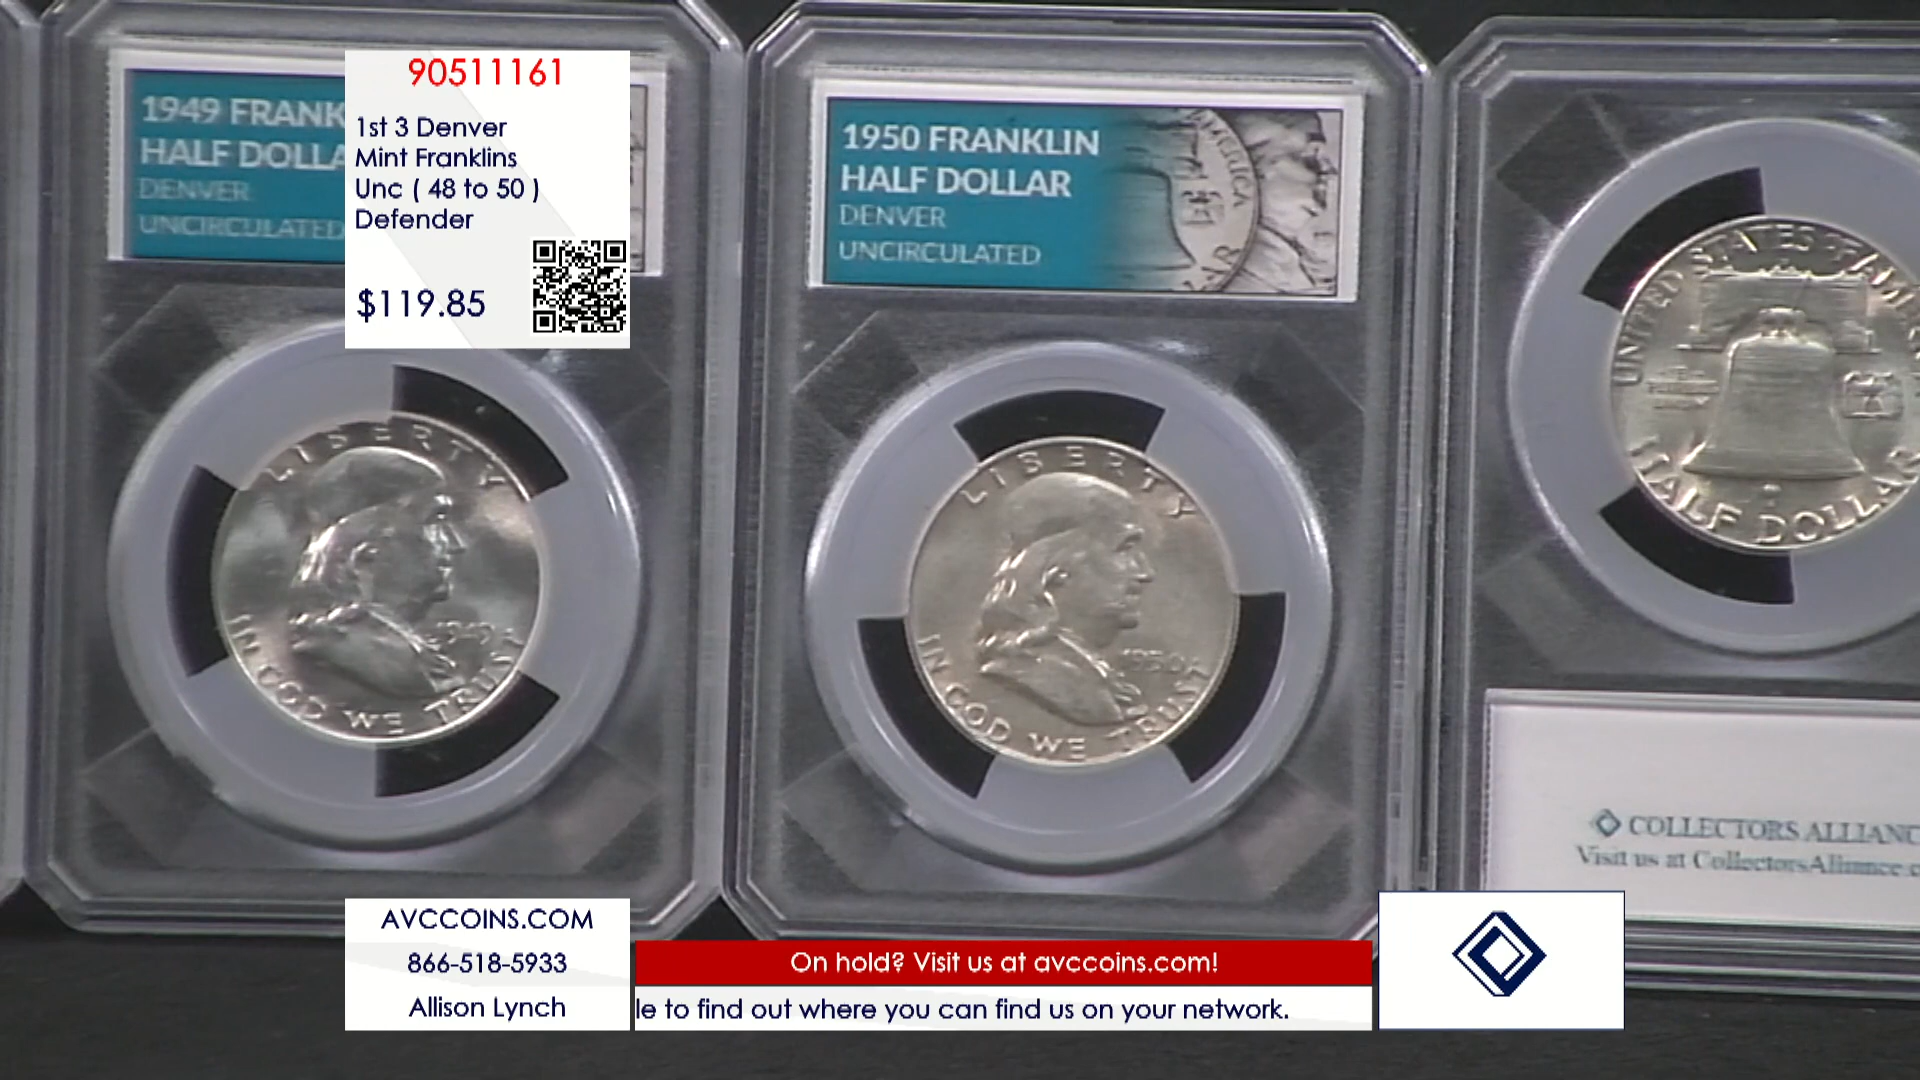 1949 FRANK
HALF DOLLA
DENVER
UNCIRCULATED
90511161
1st 3 Denver
Mint Franklins
Unc ( 48 to 50 )
Defender
$119.85
1950 FRANKLIN
HALF DOLLAR
DENVER
UNCIRCULATED
AMERICA
LIBERTY
IN GOD WE TRUST
1949
LIBERTY
IN GOD WE TRUST
1950
UNITED STATES OF AM
HALF DOLLAR
COLLECTORS ALLIANC
Visit us at CollectorsAlliance.c
AVCCOINS.COM
866-518-5933
Allison Lynch
On hold? Visit us at avccoins.com!
le to find out where you can find us on your network.